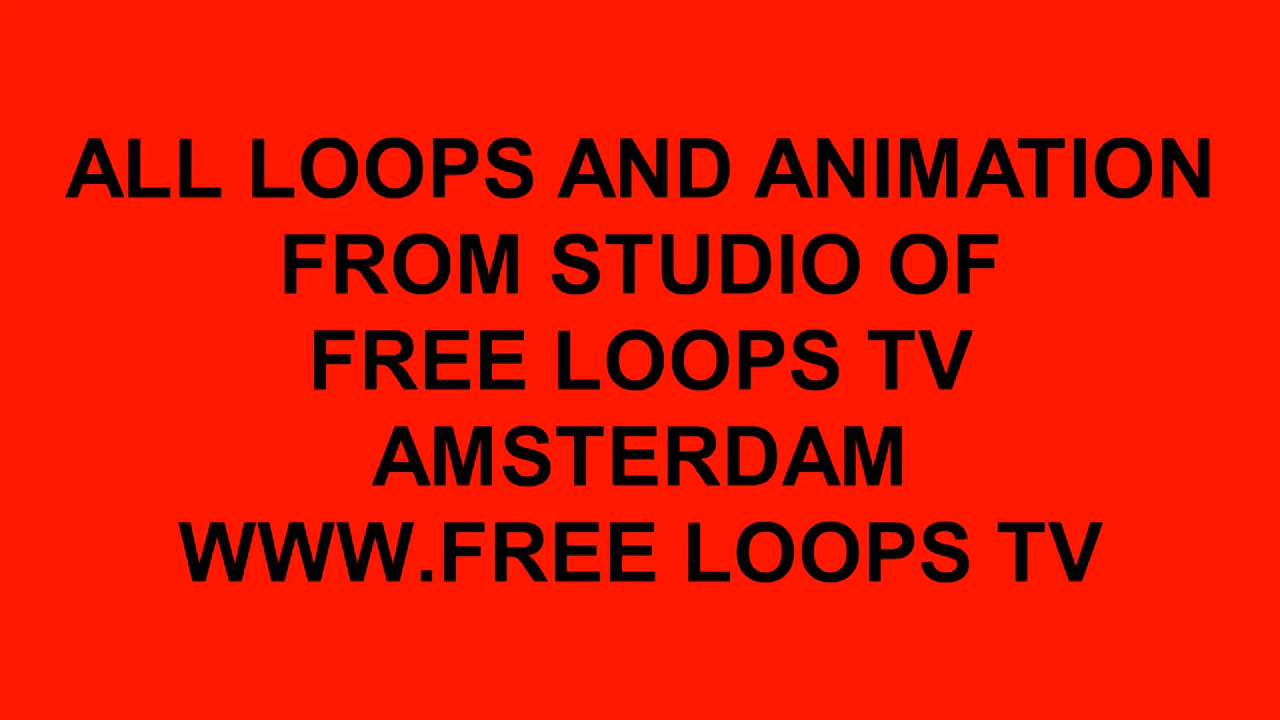 ALL LOOPS AND ANIMATION
FROM STUDIO OF
FREE LOOPS TV
AMSTERDAM
WWW.FREE LOOPS TV